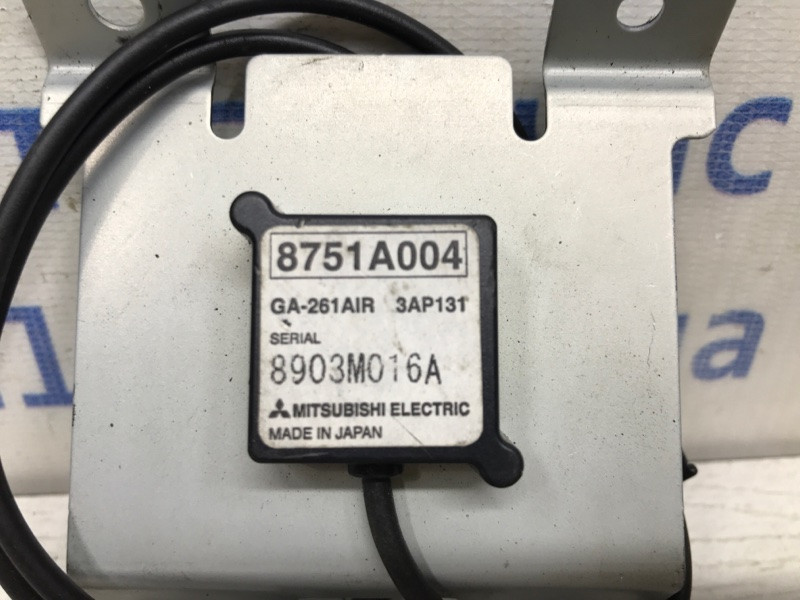 8751A004
GA-261AIR 3AP131
SERIAL
8903M016A
MITSUBISHI ELECTRIC
MADE IN JAPAN